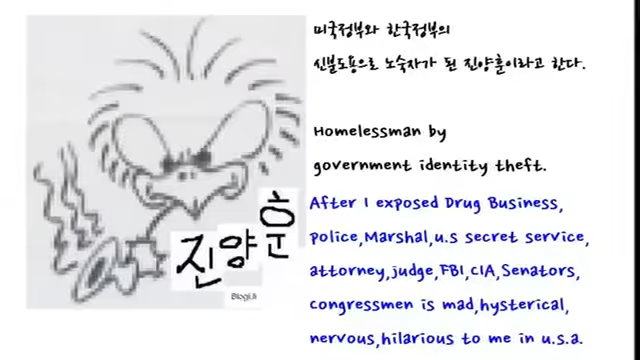 미국정부와 한국정부의
신분도용으로 노숙자가 된 진양훈이라고 한다.
Homelessman by
government identity theft.
After I exposed Drug Business,
police,Marshal,u.s secret service,
attorney,judge,FBI,CIA,Senators,
congressmen is mad,hysterical,
nervous,hilarious to me in u.s.a.
진양훈